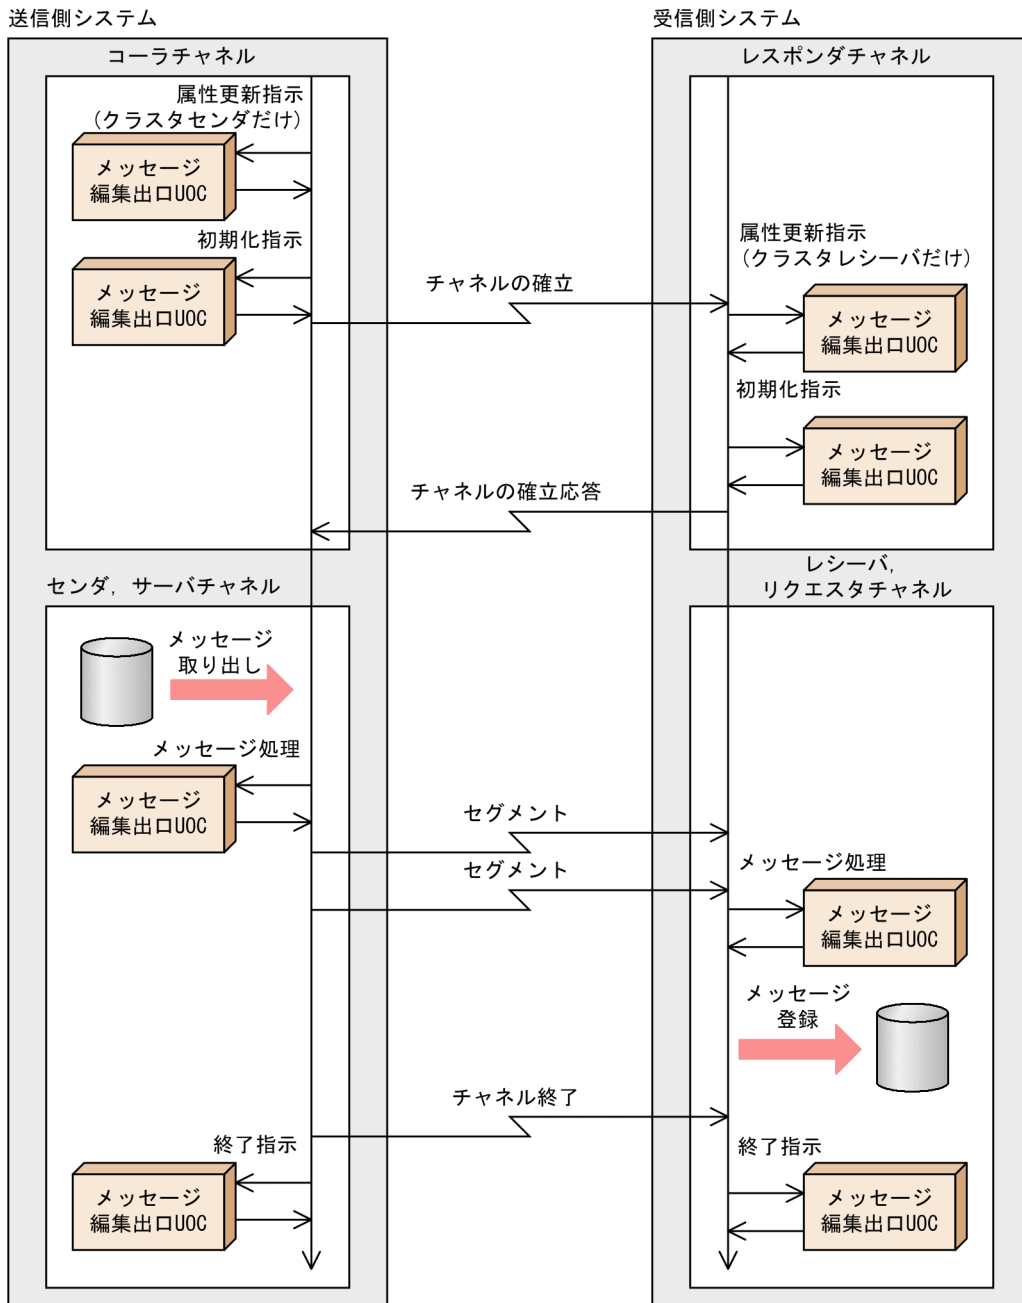 送信側システム
受信側システム
コーラチャネル
レスポンダチャネル
属性更新指示
(クラスタセンダだけ)
メッセージ
編集出口UOC
初期化指示
メッセージ
編集出口UOC
チャネルの確立
属性更新指示
(クラスタレシーバだけ)
メッセージ
編集出口UOC
初期化指示
メッセージ
編集出口UOC
チャネルの確立応答
センダ,サーバチャネル
レシーバ,
リクエスタチャネル
メッセージ
取り出し
メッセージ処理
メッセージ
編集出口UOC
セグメント
セグメント
メッセージ処理
メッセージ
編集出口UOC
メッセージ
登録
チャネル終了
終了指示
メッセージ
編集出口UOC
終了指示
メッセージ
編集出口UOC